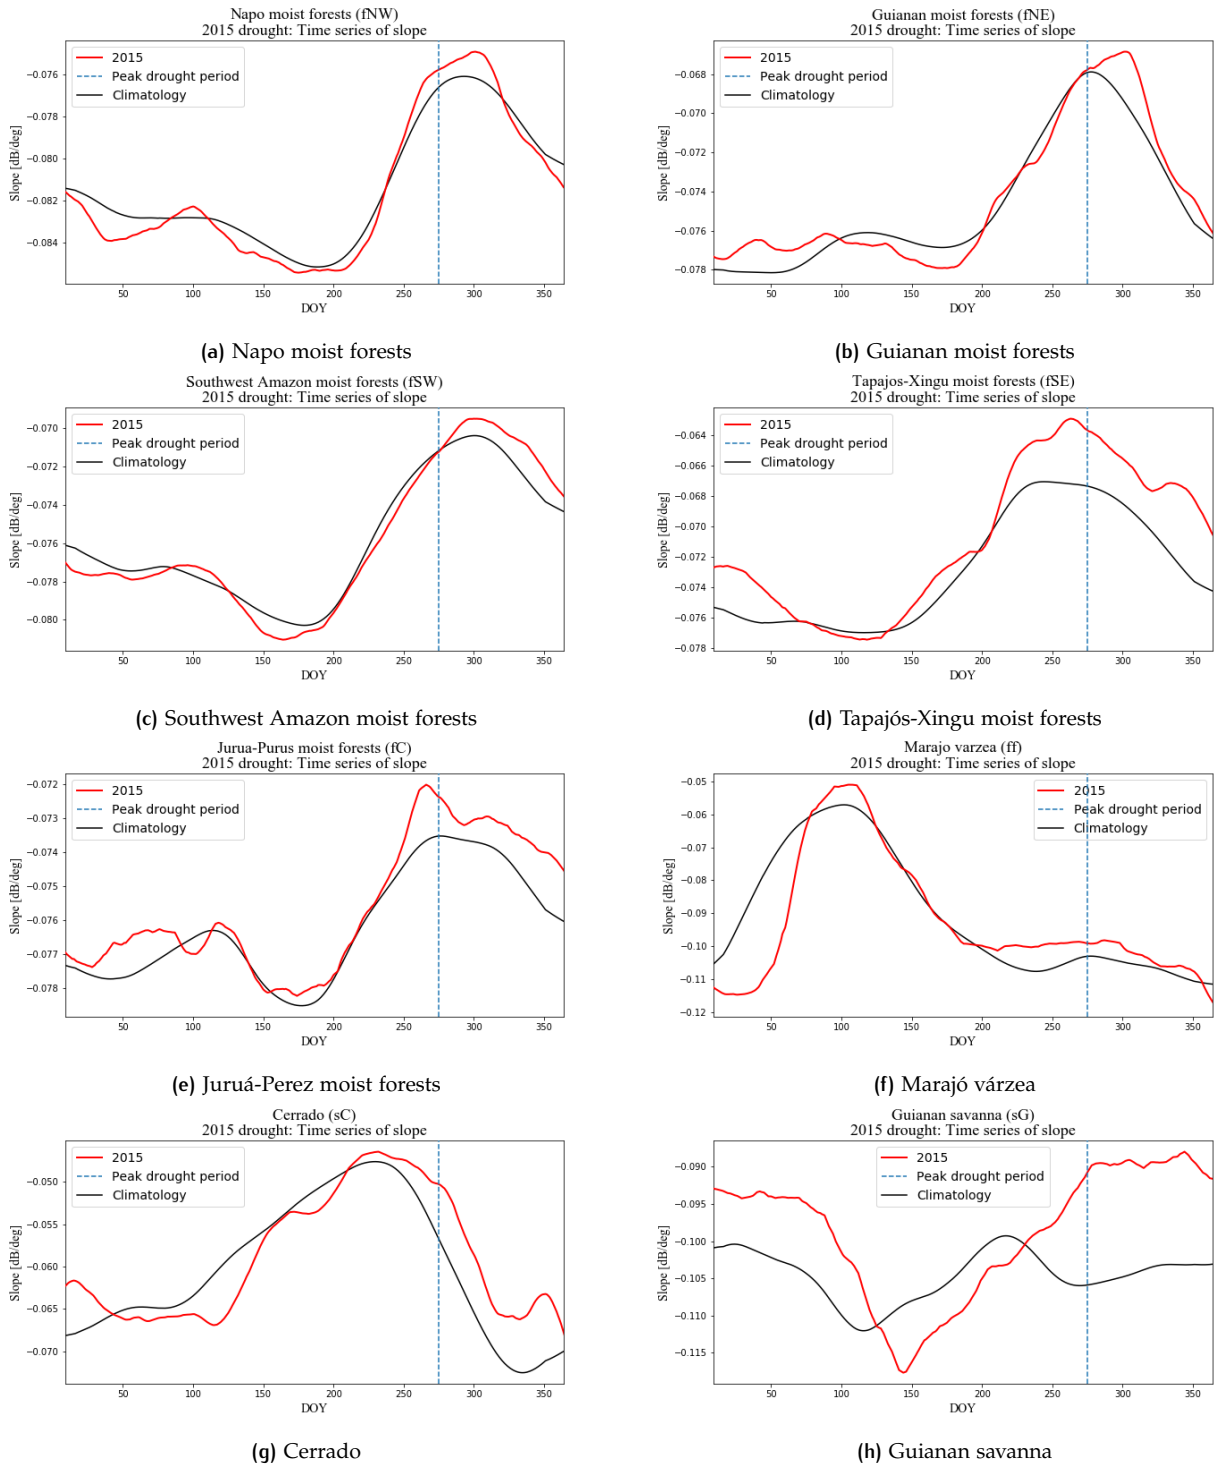 Napo moist forests (fNW)
2015 drought: Time series of slope
2015
Peak drought period
Climatology
Slope [dB/deg]
−0.076
−0.078
−0.080
−0.082
−0.084
50 100 150 200 250 300 350
DOY
(a) Napo moist forests
Guianan moist forests (fNE)
2015 drought: Time series of slope
2015
Peak drought period
Climatology
Slope [dB/deg]
−0.068
−0.070
−0.072
−0.074
−0.076
−0.078
50 100 150 200 250 300 350
DOY
(b) Guianan moist forests
Southwest Amazon moist forests (fSW)
2015 drought: Time series of slope
2015
Peak drought period
Climatology
Slope [dB/deg]
−0.070
−0.072
−0.074
−0.076
−0.078
−0.080
50 100 150 200 250 300 350
DOY
(c) Southwest Amazon moist forests
Tapajos-Xingu moist forests (fSE)
2015 drought: Time series of slope
2015
Peak drought period
Climatology
Slope [dB/deg]
−0.064
−0.066
−0.068
−0.070
−0.072
−0.074
−0.076
−0.078
50 100 150 200 250 300 350
DOY
(d) Tapajós-Xingu moist forests
Jurua-Purus moist forests (fC)
2015 drought: Time series of slope
2015
Peak drought period
Climatology
Slope [dB/deg]
−0.072
−0.073
−0.074
−0.075
−0.076
−0.077
−0.078
50 100 150 200 250 300 350
DOY
(e) Juruá-Perez moist forests
Marajo varzea (ff)
2015 drought: Time series of slope
2015
Peak drought period
Climatology
Slope [dB/deg]
−0.05
−0.06
−0.07
−0.08
−0.09
−0.10
−0.11
−0.12
50 100 150 200 250 300 350
DOY
(f) Marajó várzea
Cerrado (sC)
2015 drought: Time series of slope
2015
Peak drought period
Climatology
Slope [dB/deg]
−0.050
−0.055
−0.060
−0.065
−0.070
50 100 150 200 250 300 350
DOY
(g) Cerrado
Guianan savanna (sG)
2015 drought: Time series of slope
2015
Peak drought period
Climatology
Slope [dB/deg]
−0.090
−0.095
−0.100
−0.105
−0.110
−0.115
50 100 150 200 250 300 350
DOY
(h) Guianan savanna